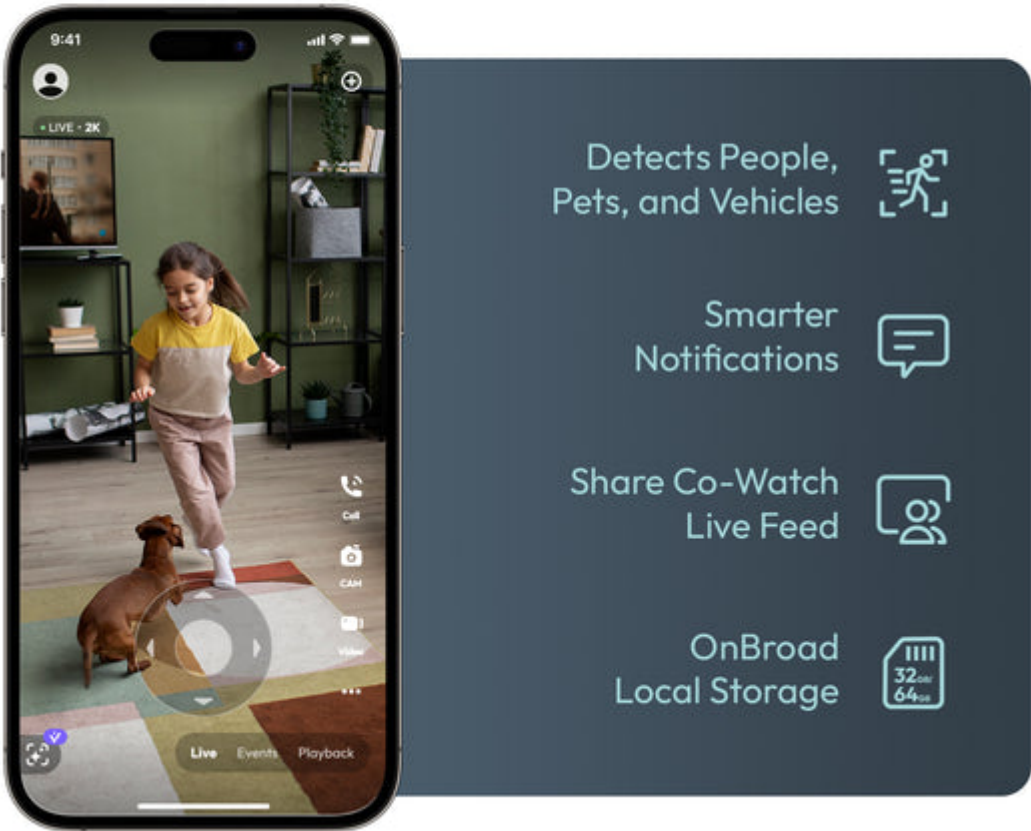 9:41
• LIVE • 2K
Call
CAM
Video
Live Events Playback
Detects People,
Pets, and Vehicles
Smarter
Notifications
Share Co-Watch
Live Feed
OnBroad
Local Storage
32GB/
64GB